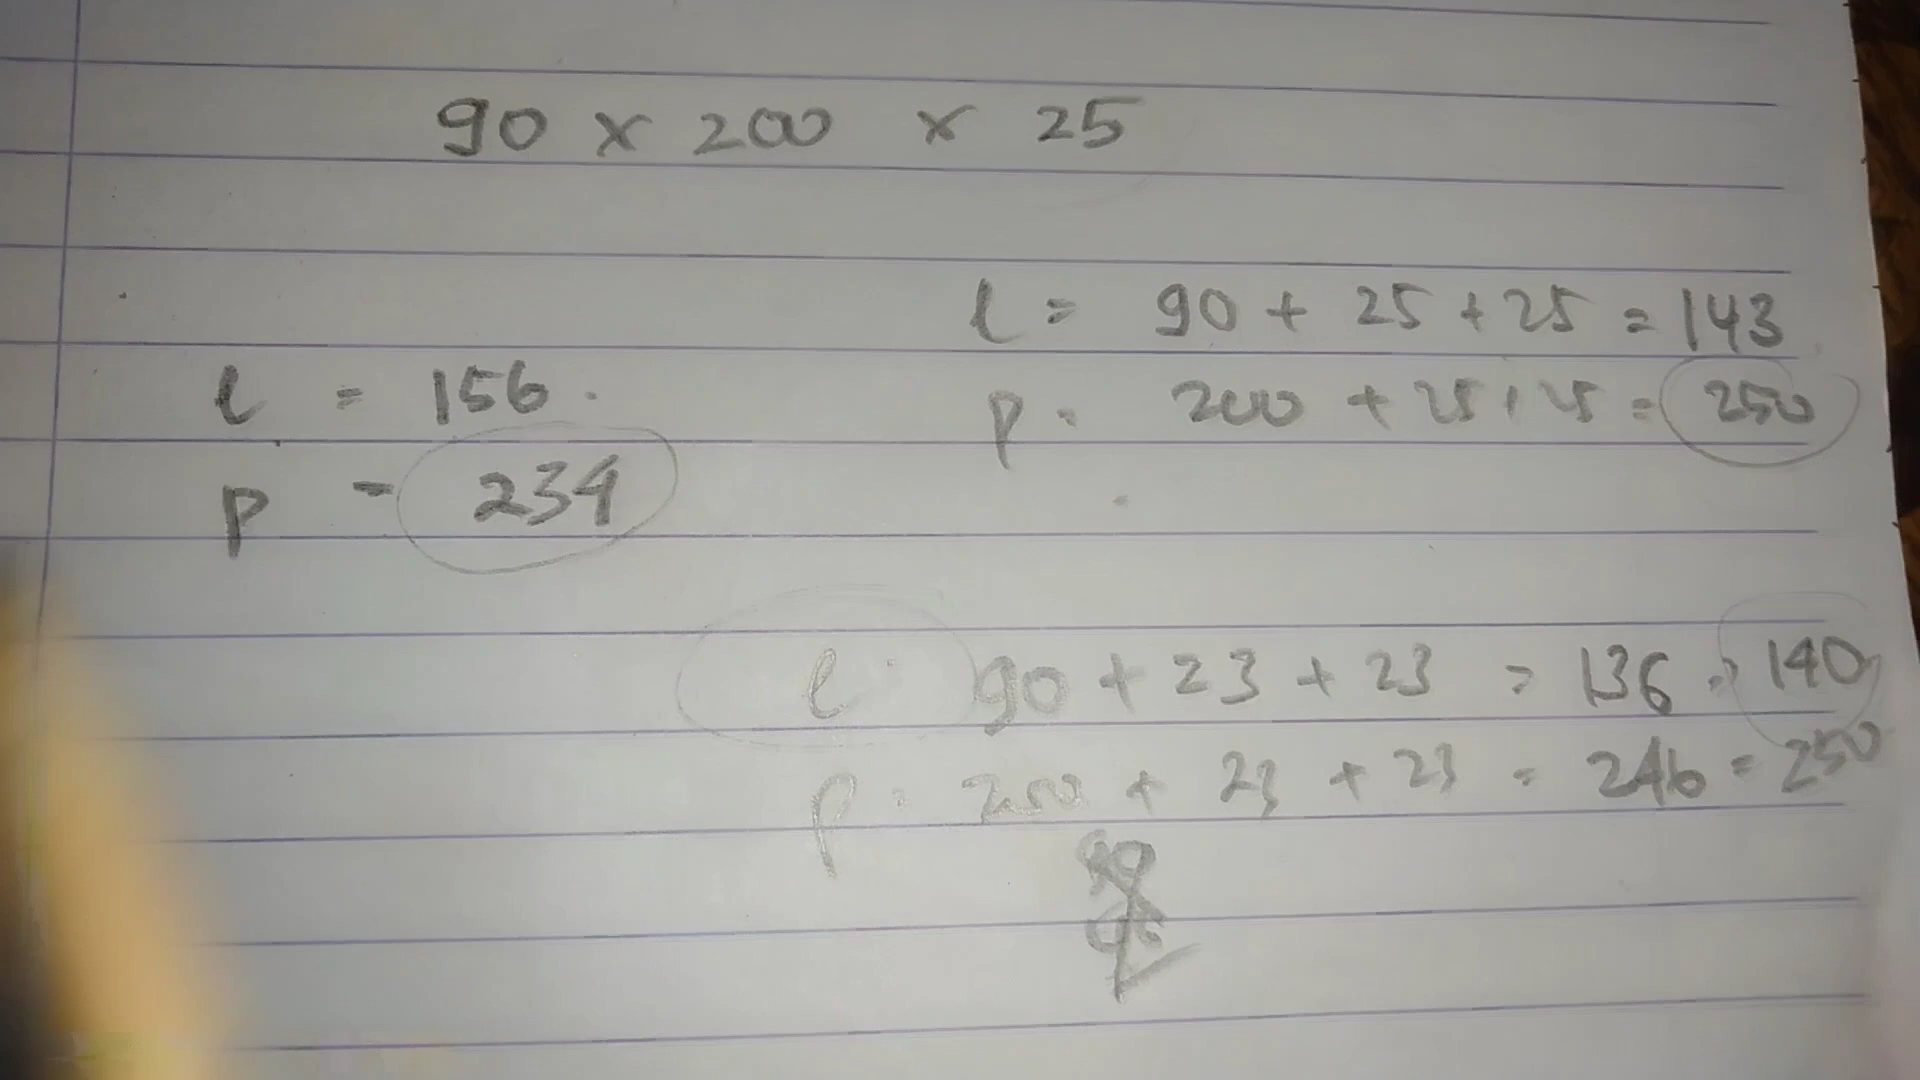 90 x 200 x 25
l = 90 + 25 + 25 = 143
p = 200 + 25 + 25 = 250
l = 156.
p - 234
l = 90 + 23 + 23 = 136 = 140
p = 200 + 23 + 23 = 246 = 250